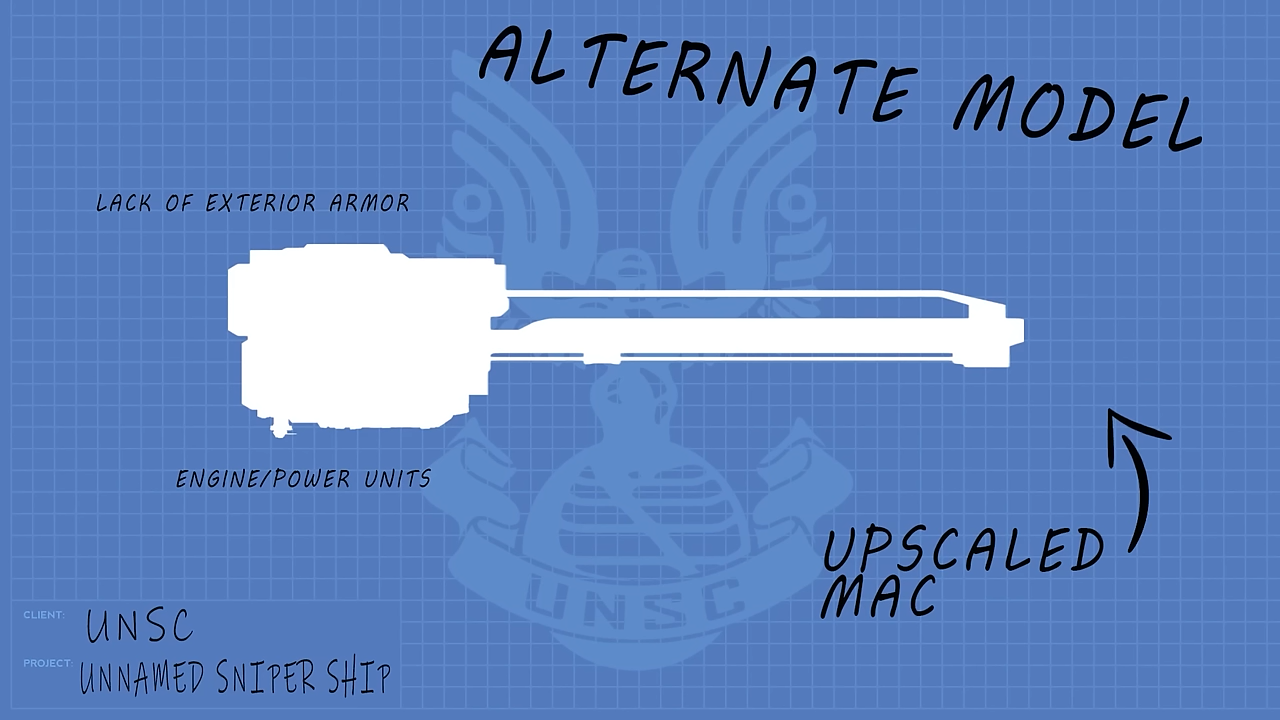 ALTERNATE MODEL
LACK OF EXTERIOR ARMOR
ENGINE/POWER UNITS
UPSCALED
MAC
UNSC
CLIENT: UNSC
PROJECT: UNNAMED SNIPER SHIP